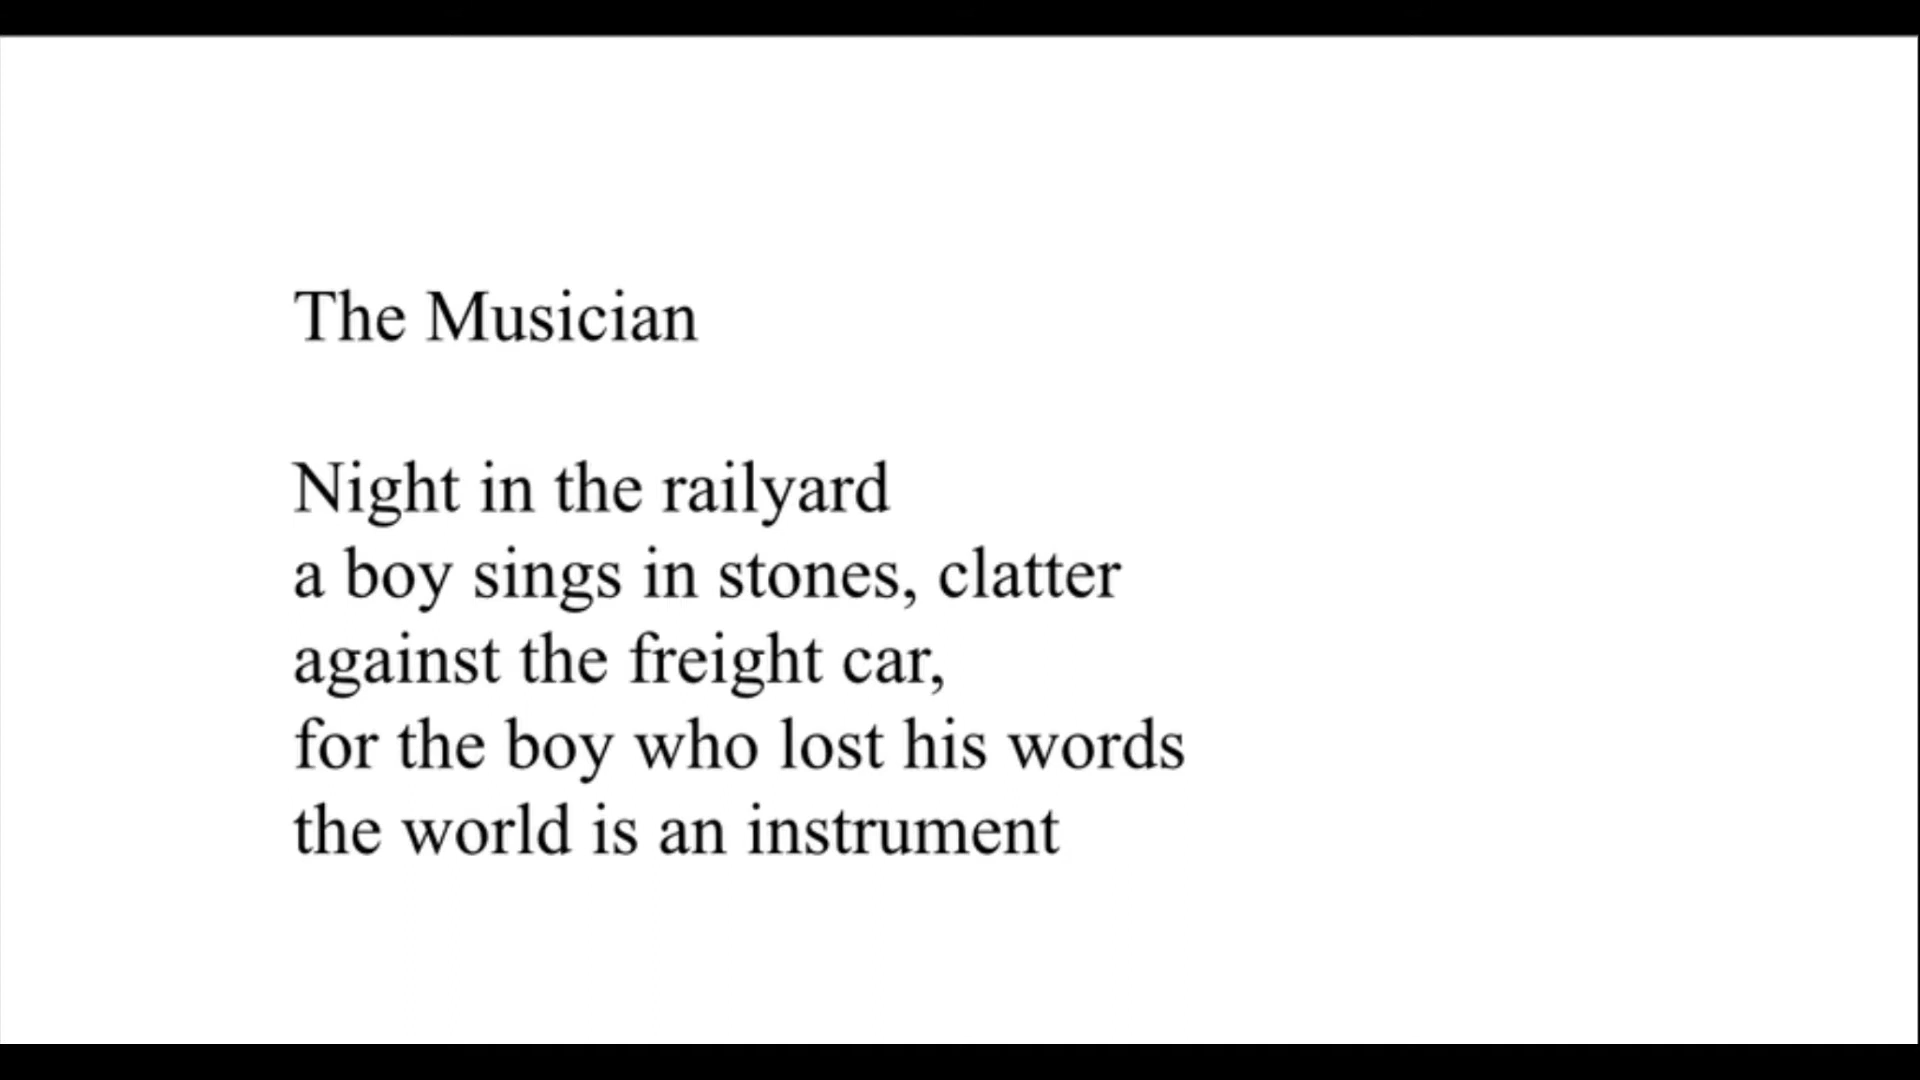 The Musician
Night in the railyard
a boy sings in stones, clatter
against the freight car,
for the boy who lost his words
the world is an instrument